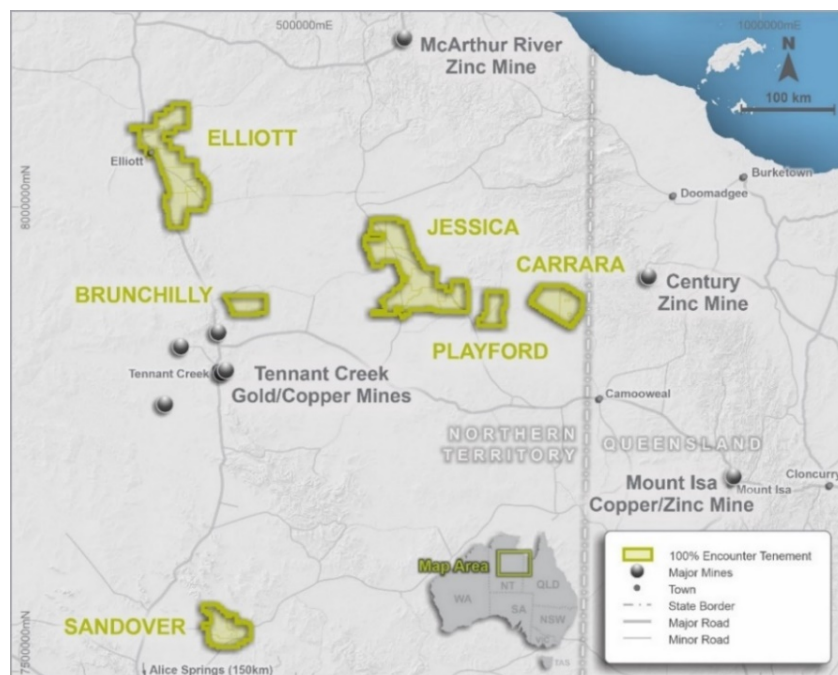 500000mE
1000000mE
McArthur River
Zinc Mine
N
100 km
ELLIOTT
Elliott
8000000mN
Burketown
Doomadgee
JESSICA
CARRARA
BRUNCHILLY
Century
Zinc Mine
PLAYFORD
Tennant Creek
Tennant Creek
Gold/Copper Mines
Camooweal
NORTHERN
TERRITORY
QUEENSLAND
Cloncurry
Mount Isa
Copper/Zinc Mine
Mount Isa
Map Area
WA
NT
QLD
SA
NSW
VIC
TAS
100% Encounter Tenement
Major Mines
Town
State Border
Major Road
Minor Road
SANDOVER
7500000mN
Alice Springs (150km)